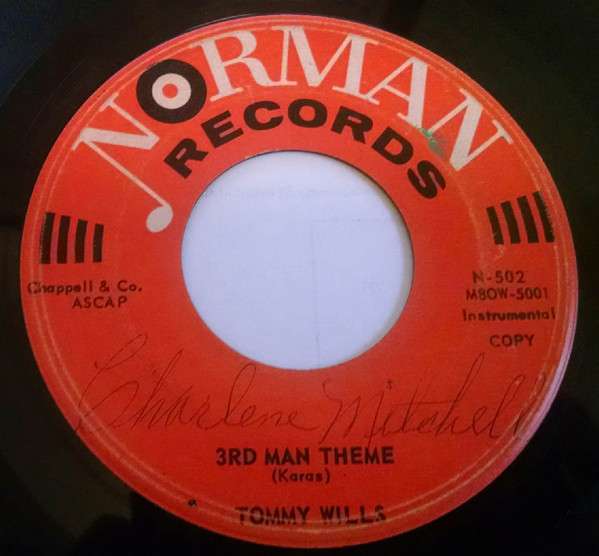 NORMAN
RECORDS
Chappell & Co.
ASCAP
N-502
M8OW-5001
Instrumental
COPY
Charlene Mitchell
3RD MAN THEME
(Karas)
TOMMY WILLS